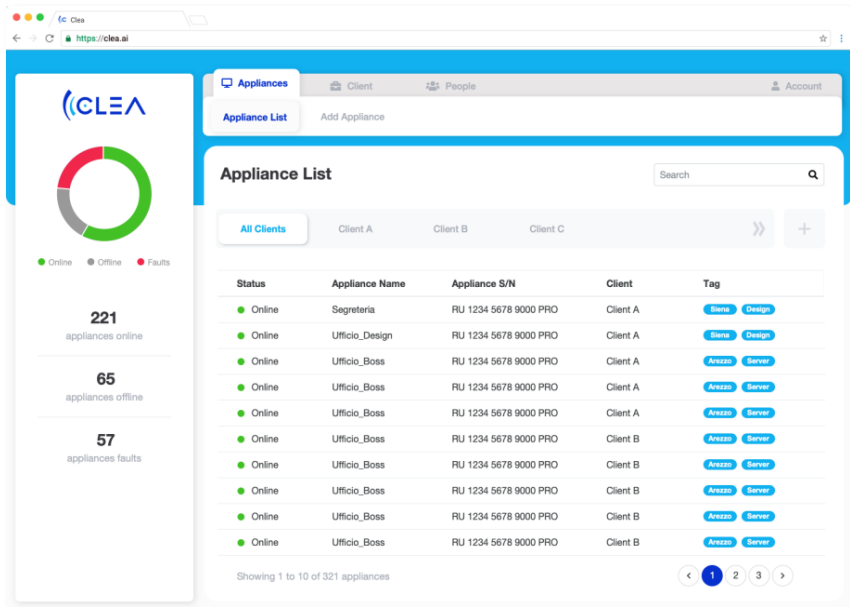 Clea
https://clea.ai
CLEA
Online Offline Faults
221
appliances online
65
appliances offline
57
appliances faults
Appliances Client People Account
Appliance List Add Appliance
Appliance List Search
All Clients Client A Client B Client C
Status Appliance Name Appliance S/N Client Tag
Online Segreteria RU 1234 5678 9000 PRO Client A Siena Design
Online Ufficio_Design RU 1234 5678 9000 PRO Client A Siena Design
Online Ufficio_Boss RU 1234 5678 9000 PRO Client A Arezzo Server
Online Ufficio_Boss RU 1234 5678 9000 PRO Client A Arezzo Server
Online Ufficio_Boss RU 1234 5678 9000 PRO Client A Arezzo Server
Online Ufficio_Boss RU 1234 5678 9000 PRO Client B Arezzo Server
Online Ufficio_Boss RU 1234 5678 9000 PRO Client B Arezzo Server
Online Ufficio_Boss RU 1234 5678 9000 PRO Client B Arezzo Server
Online Ufficio_Boss RU 1234 5678 9000 PRO Client B Arezzo Server
Online Ufficio_Boss RU 1234 5678 9000 PRO Client B Arezzo Server
Showing 1 to 10 of 321 appliances 1 2 3